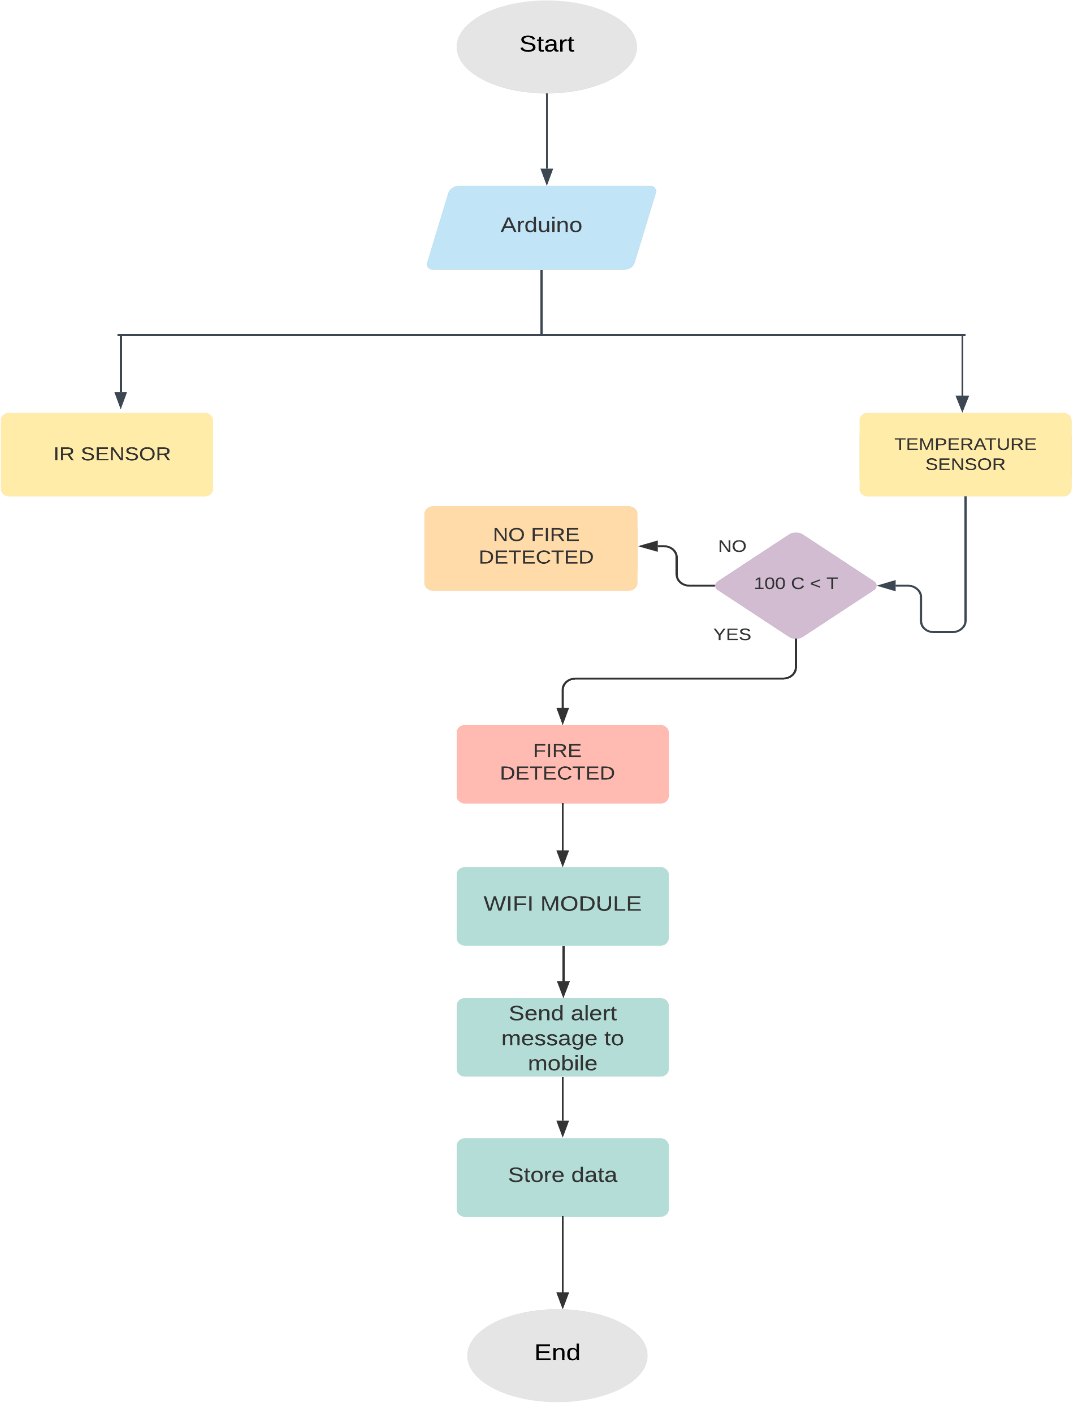 Start
Arduino
IR SENSOR
TEMPERATURE
SENSOR
NO FIRE
DETECTED
NO
100 C < T
YES
FIRE
DETECTED
WIFI MODULE
Send alert
message to
mobile
Store data
End